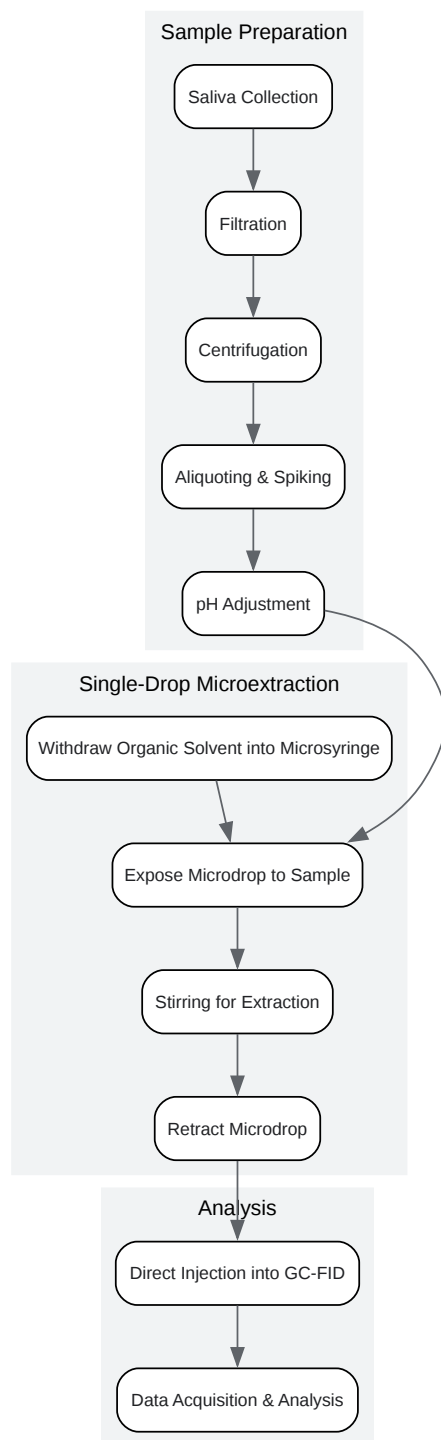 Sample Preparation
Saliva Collection
Filtration
Centrifugation
Aliquoting & Spiking
pH Adjustment
Single-Drop Microextraction
Withdraw Organic Solvent into Microsyringe
Expose Microdrop to Sample
Stirring for Extraction
Retract Microdrop
Analysis
Direct Injection into GC-FID
Data Acquisition & Analysis